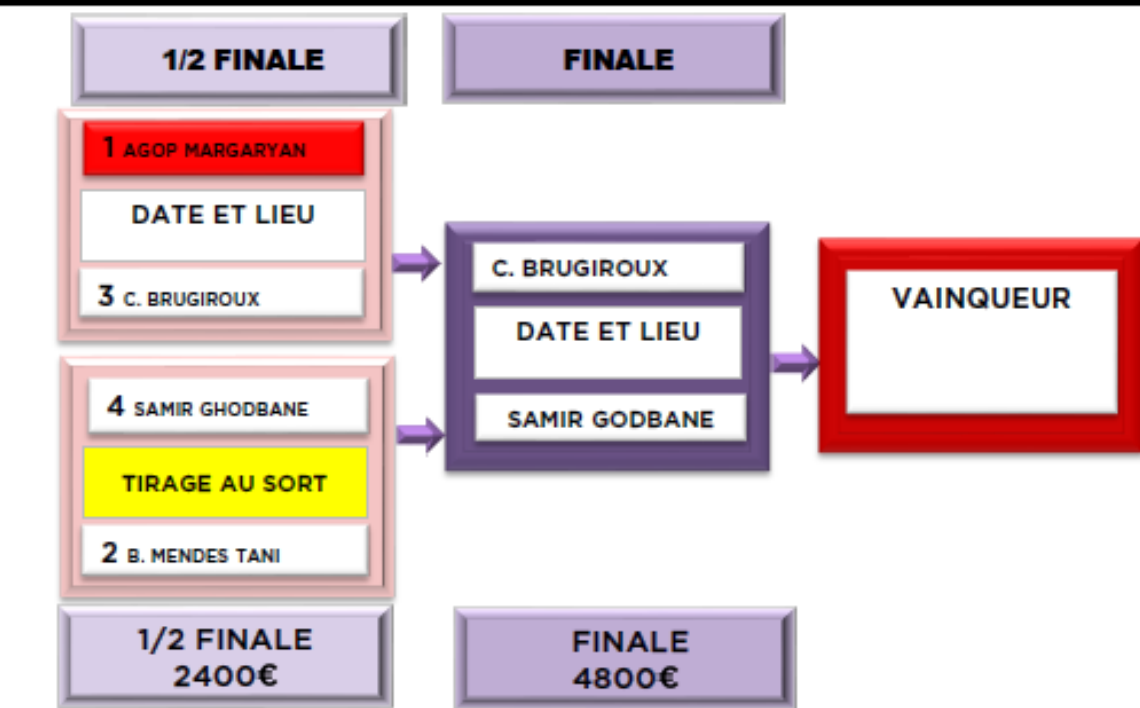 1/2 FINALE
FINALE
1 AGOP MARGARYAN
DATE ET LIEU
3 C. BRUGIROUX
4 SAMIR GHODBANE
TIRAGE AU SORT
2 B. MENDES TANI
C. BRUGIROUX
DATE ET LIEU
SAMIR GODBANE
VAINQUEUR
1/2 FINALE
2400€
FINALE
4800€